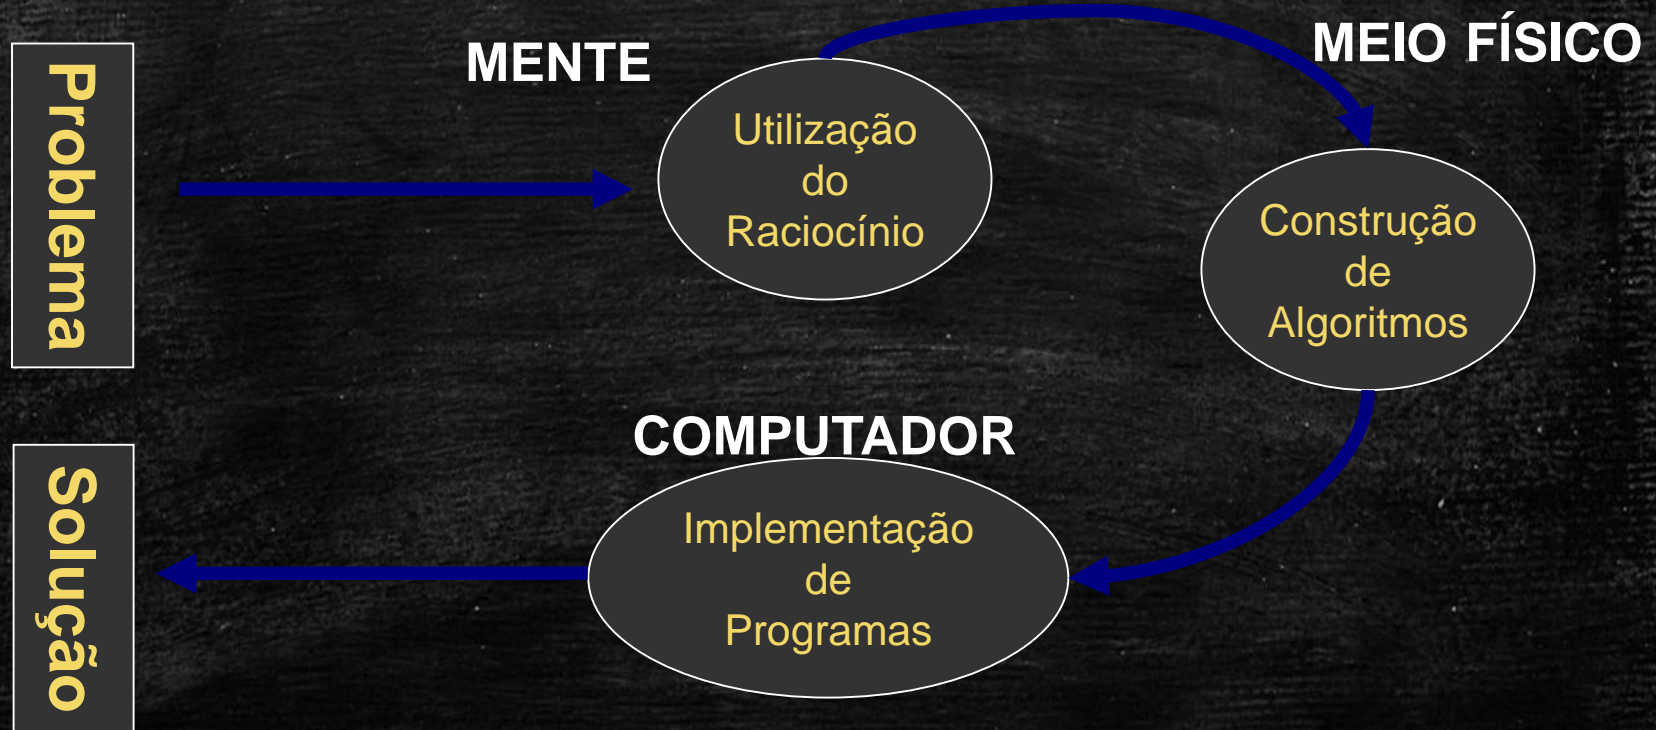 Problema
MENTE
Utilização
do
Raciocínio
MEIO FÍSICO
Construção
de
Algoritmos
COMPUTADOR
Implementação
de
Programas
Solução